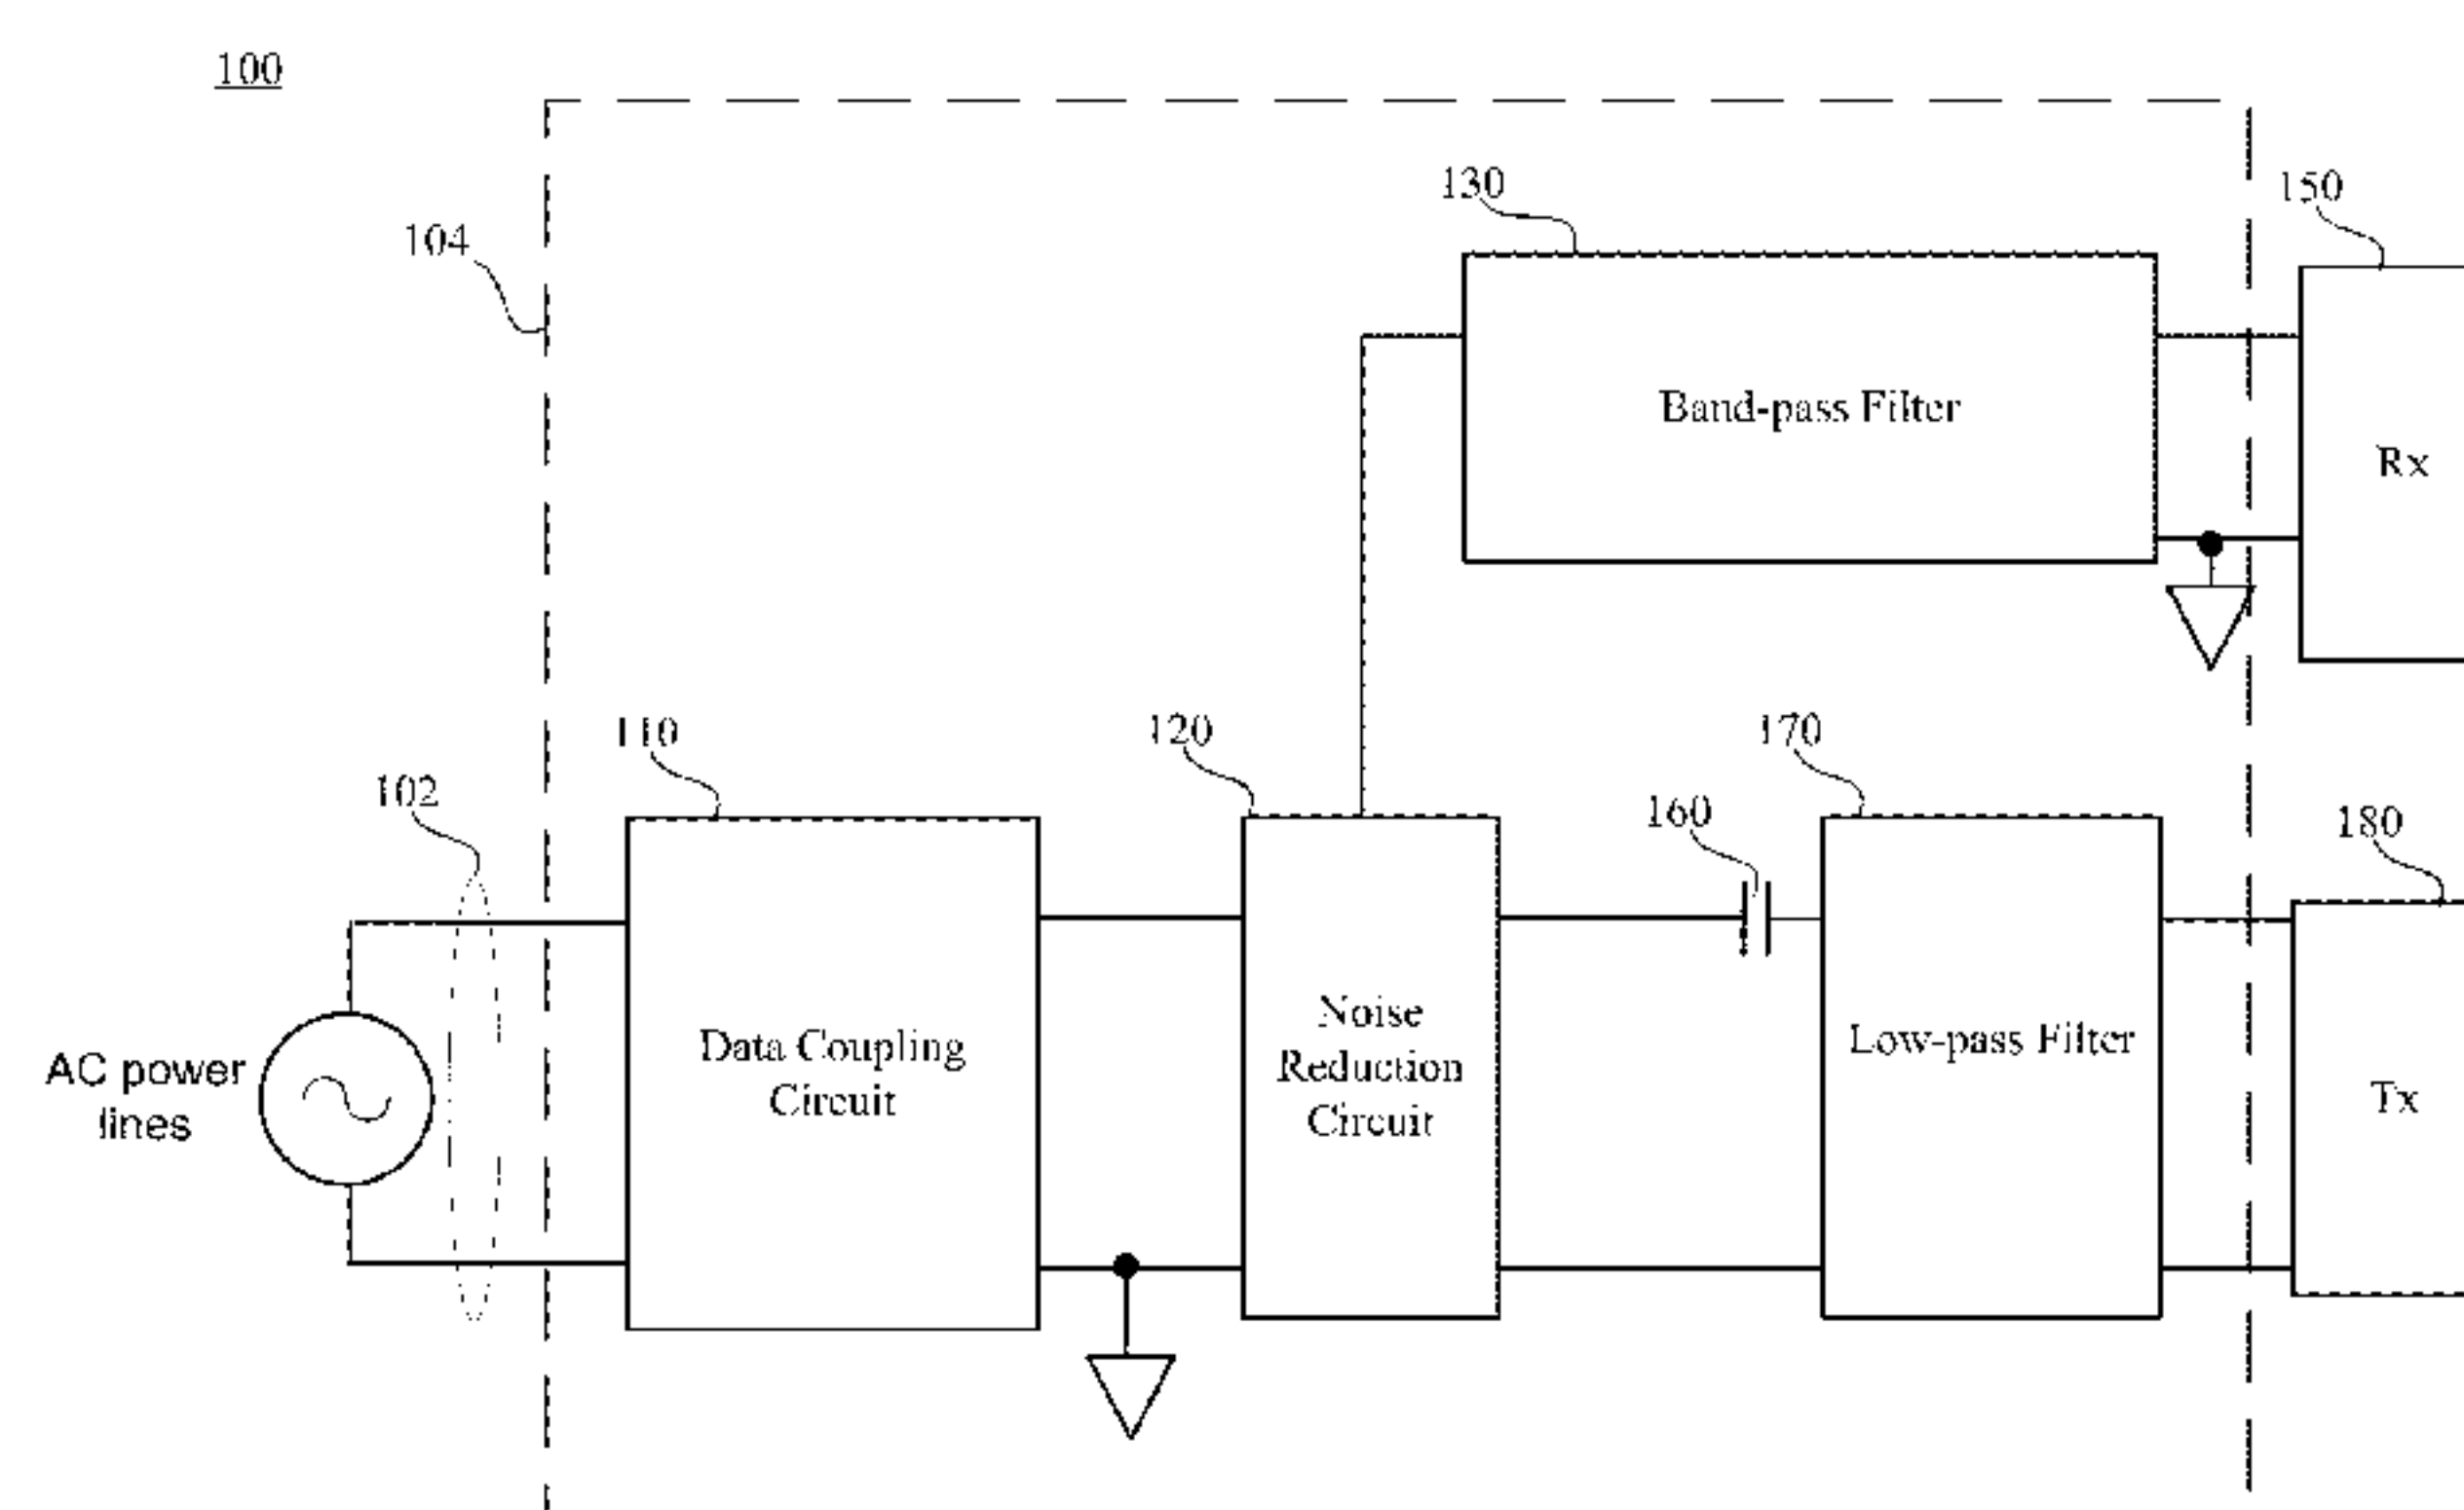 100
130
150
104
Band-pass Filter
Rx
110
120
170
102
160
180
Noise
Reduction
Circuit
Data Coupling
Circuit
Low-pass Filter
AC power
lines
Tx